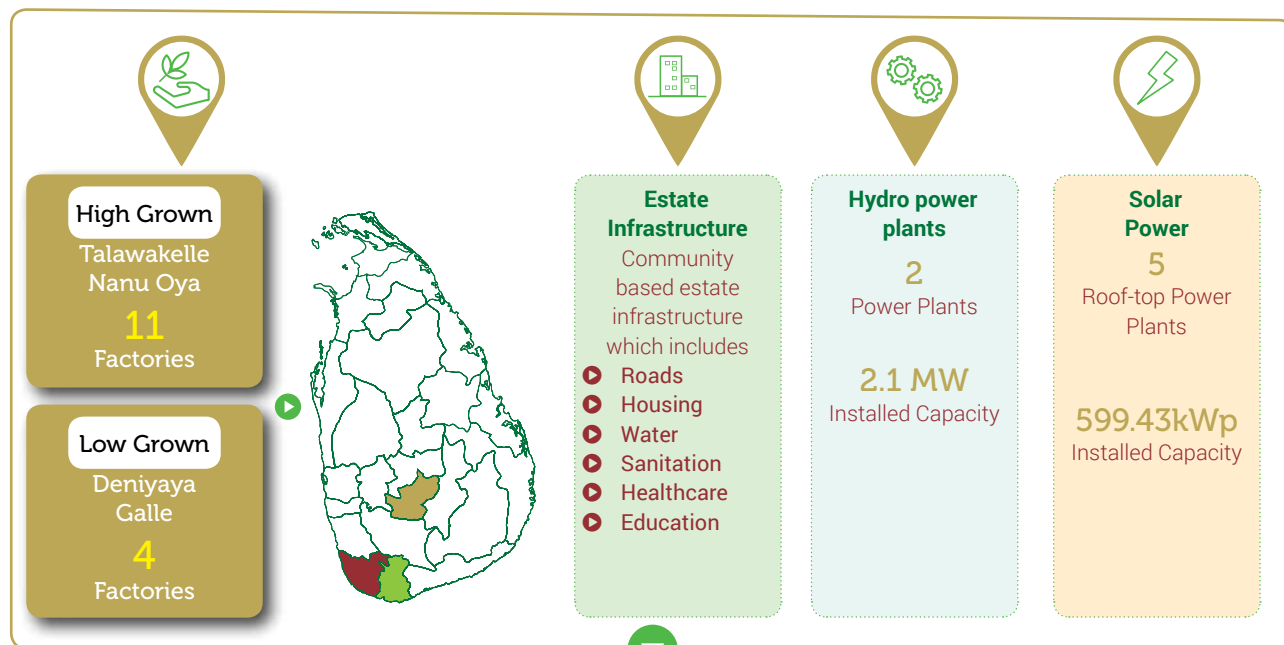 High Grown
Talawakelle
Nanu Oya
11
Factories
Low Grown
Deniyaya
Galle
4
Factories
Estate
Infrastructure
Community
based estate
infrastructure
which includes
Roads
Housing
Water
Sanitation
Healthcare
Education
Hydro power
plants
2
Power Plants
2.1 MW
Installed Capacity
Solar
Power
5
Roof-top Power
Plants
599.43kWp
Installed Capacity